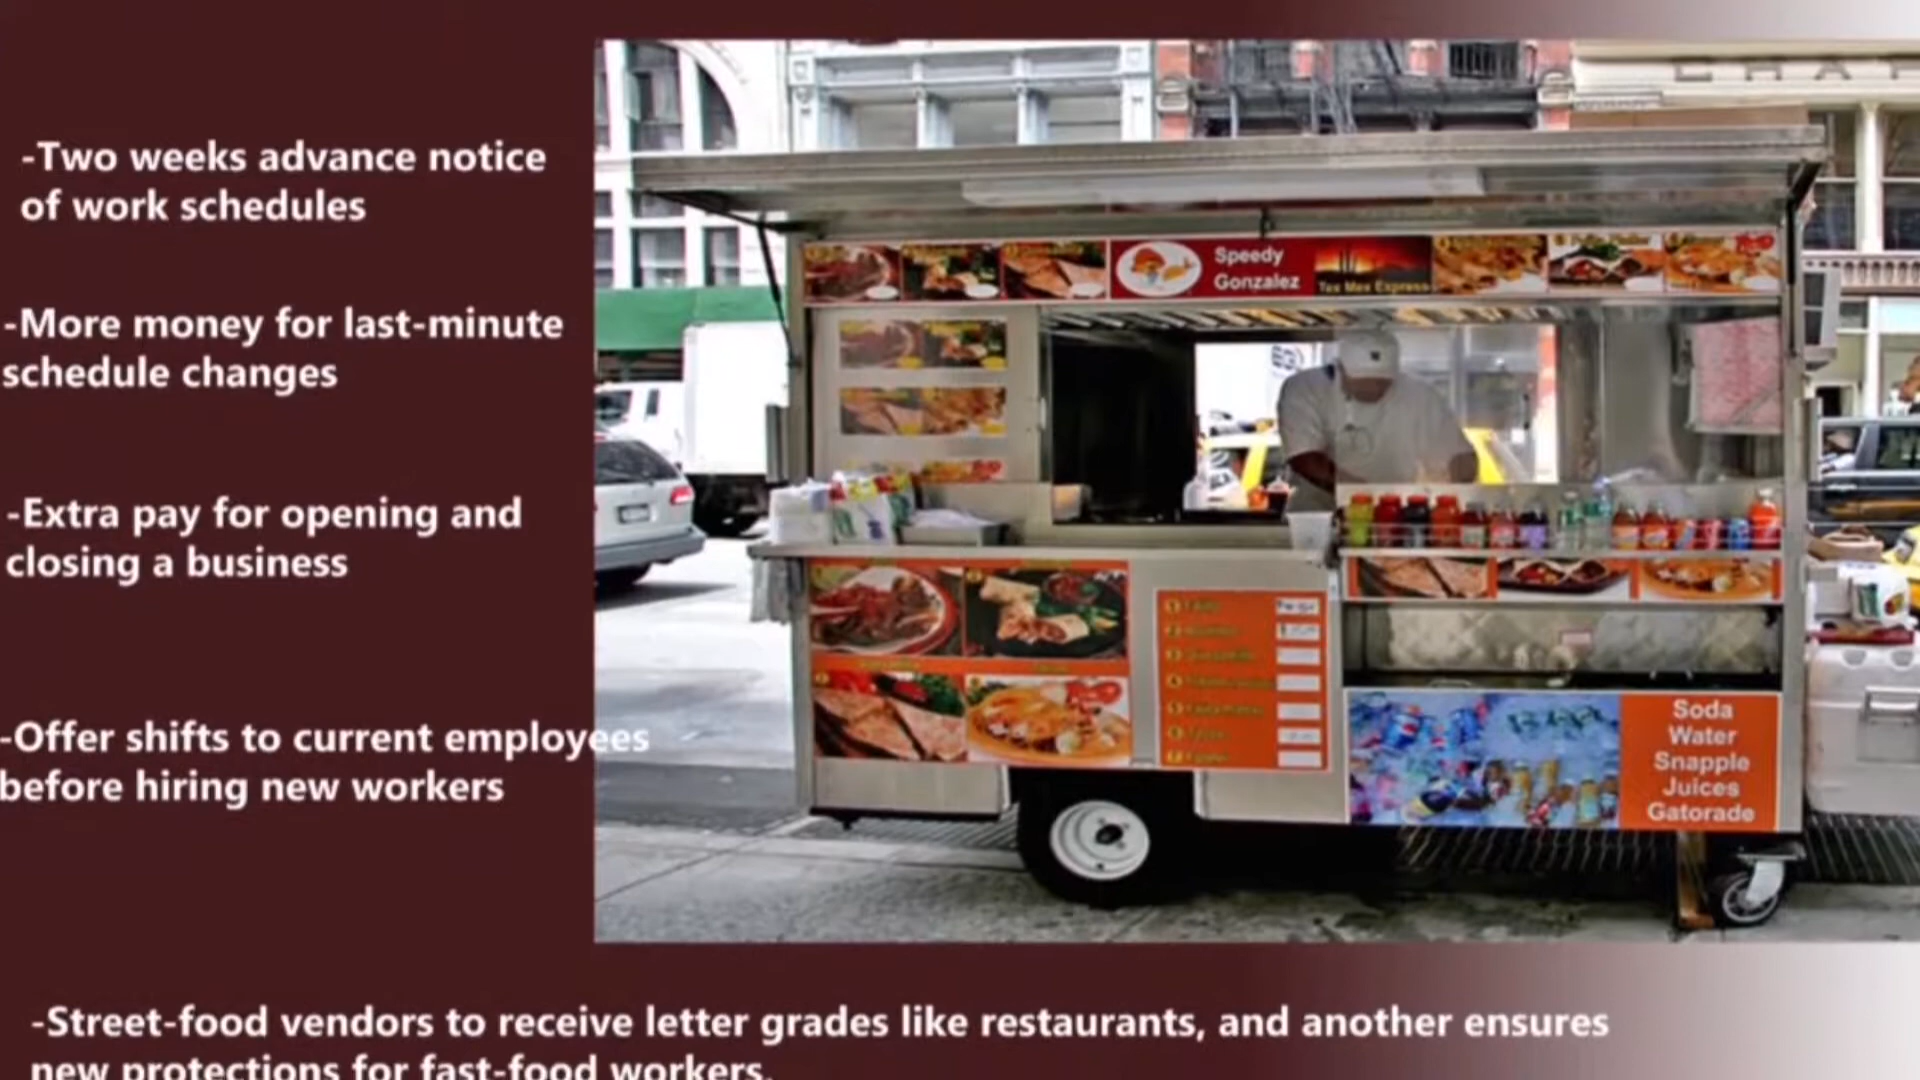 -Two weeks advance notice
of work schedules
-More money for last-minute
schedule changes
-Extra pay for opening and
closing a business
-Offer shifts to current employees
before hiring new workers
Speedy
Gonzalez
Tex Mex Express
Soda
Water
Snapple
Juices
Gatorade
-Street-food vendors to receive letter grades like restaurants, and another ensures
new protections for fast-food workers.